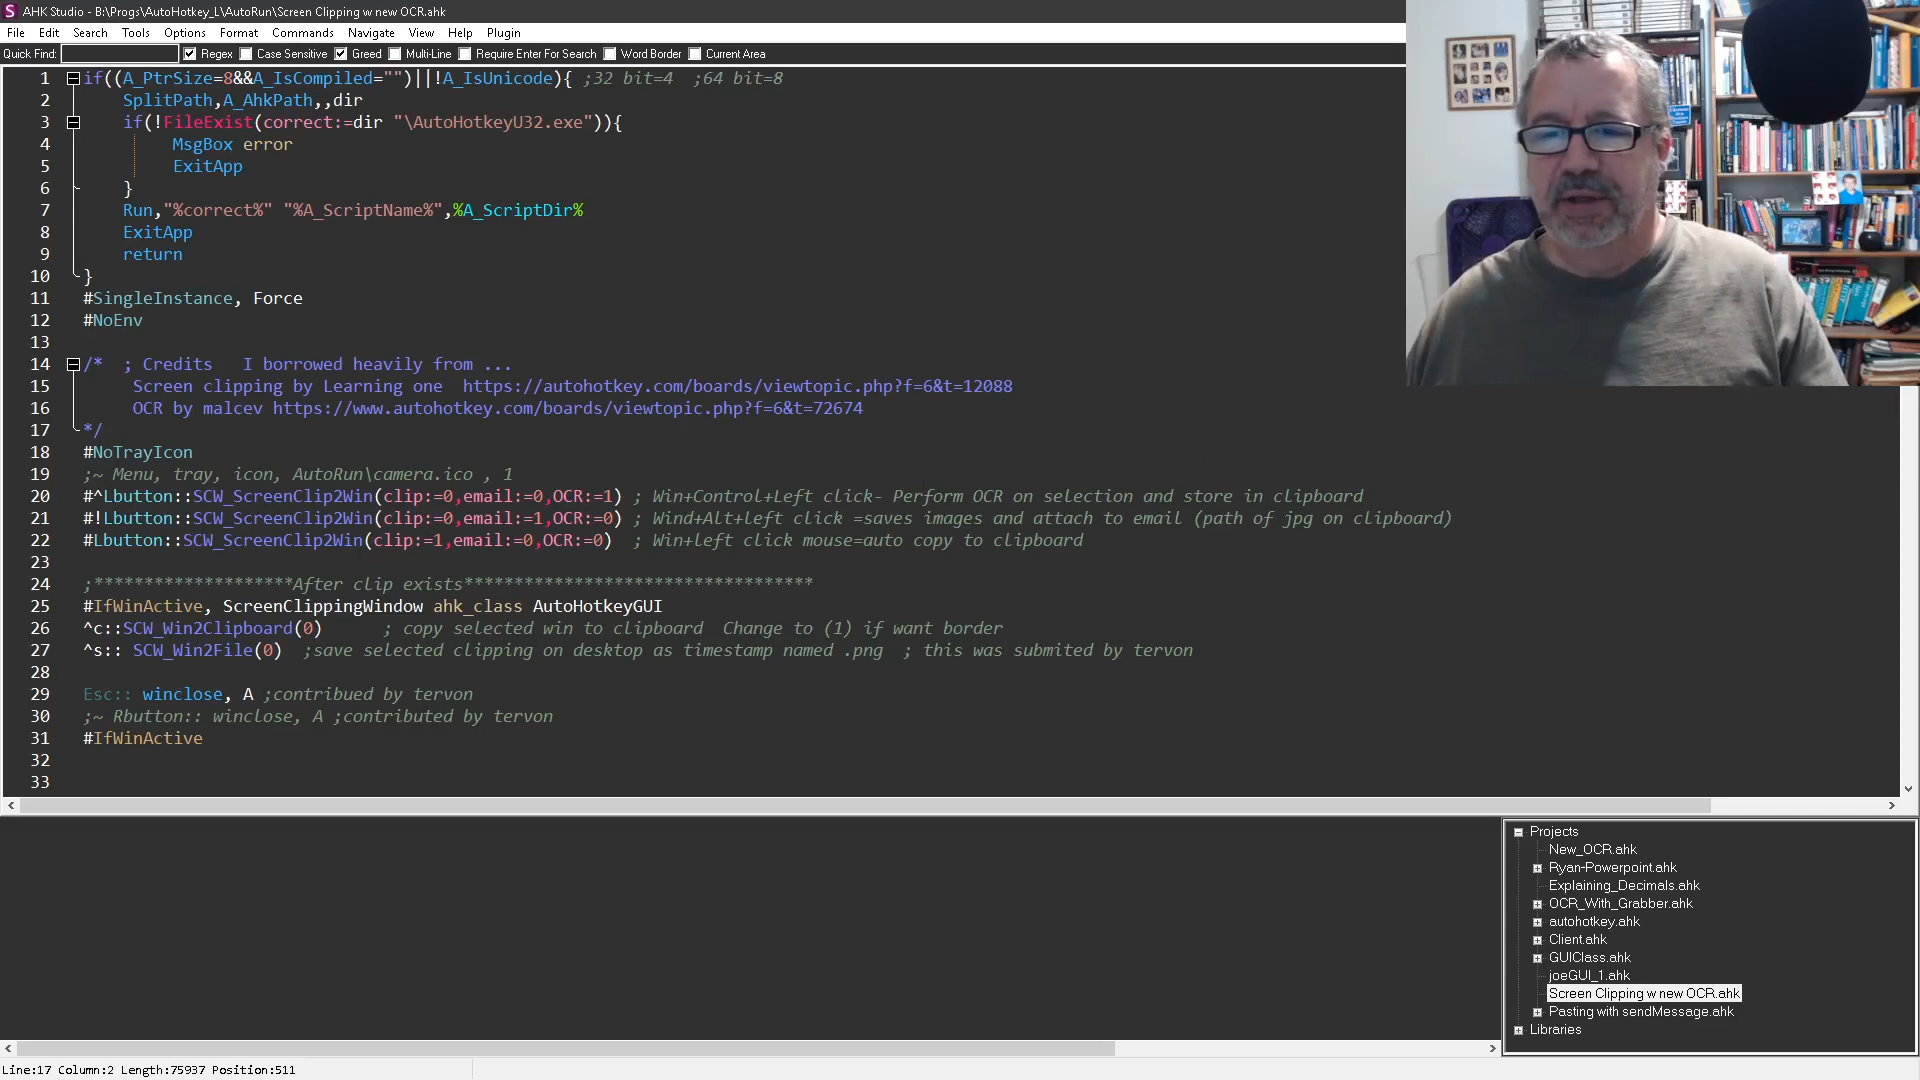 AHK Studio - B:\Progs\AutoHotkey_L\AutoRun\Screen Clipping w new OCR.ahk
File Edit Search Tools Options Format Commands Navigate View Help Plugin
Quick Find: Regex Case Sensitive Greed Multi-Line Require Enter For Search Word Border Current Area
1 if((A_PtrSize=8&&A_IsCompiled="")||!A_IsUnicode){ ;32 bit=4 ;64 bit=8
2 SplitPath,A_AhkPath,,dir
3 if(!FileExist(correct:=dir "\AutoHotkeyU32.exe")){
4 MsgBox error
5 ExitApp
6 }
7 Run,"%correct%" "%A_ScriptName%",%A_ScriptDir%
8 ExitApp
9 return
10 }
11 #SingleInstance, Force
12 #NoEnv
13
14 /* ; Credits I borrowed heavily from ...
15 Screen clipping by Learning one https://autohotkey.com/boards/viewtopic.php?f=6&t=12088
16 OCR by malcev https://www.autohotkey.com/boards/viewtopic.php?f=6&t=72674
17 */
18 #NoTrayIcon
19 ;~ Menu, tray, icon, AutoRun\camera.ico , 1
20 #^Lbutton::SCW_ScreenClip2Win(clip:=0,email:=0,OCR:=1) ; Win+Control+Left click- Perform OCR on selection and store in clipboard
21 #!Lbutton::SCW_ScreenClip2Win(clip:=0,email:=1,OCR:=0) ; Wind+Alt+left click =saves images and attach to email (path of jpg on clipboard)
22 #Lbutton::SCW_ScreenClip2Win(clip:=1,email:=0,OCR:=0) ; Win+left click mouse=auto copy to clipboard
23
24 ;*********************After clip exists***********************************
25 #IfWinActive, ScreenClippingWindow ahk_class AutoHotkeyGUI
26 ^c::SCW_Win2Clipboard(0) ; copy selected win to clipboard Change to (1) if want border
27 ^s:: SCW_Win2File(0) ;save selected clipping on desktop as timestamp named .png ; this was submited by tervon
28
29 Esc:: winclose, A ;contribued by tervon
30 ;~ Rbutton:: winclose, A ;contributed by tervon
31 #IfWinActive
32
33
Projects
New_OCR.ahk
Ryan-Powerpoint.ahk
Explaining_Decimals.ahk
OCR_With_Grabber.ahk
autohotkey.ahk
Client.ahk
GUIClass.ahk
joeGUI_1.ahk
Screen Clipping w new OCR.ahk
Pasting with sendMessage.ahk
Libraries
Line:17 Column:2 Length:75937 Position:511